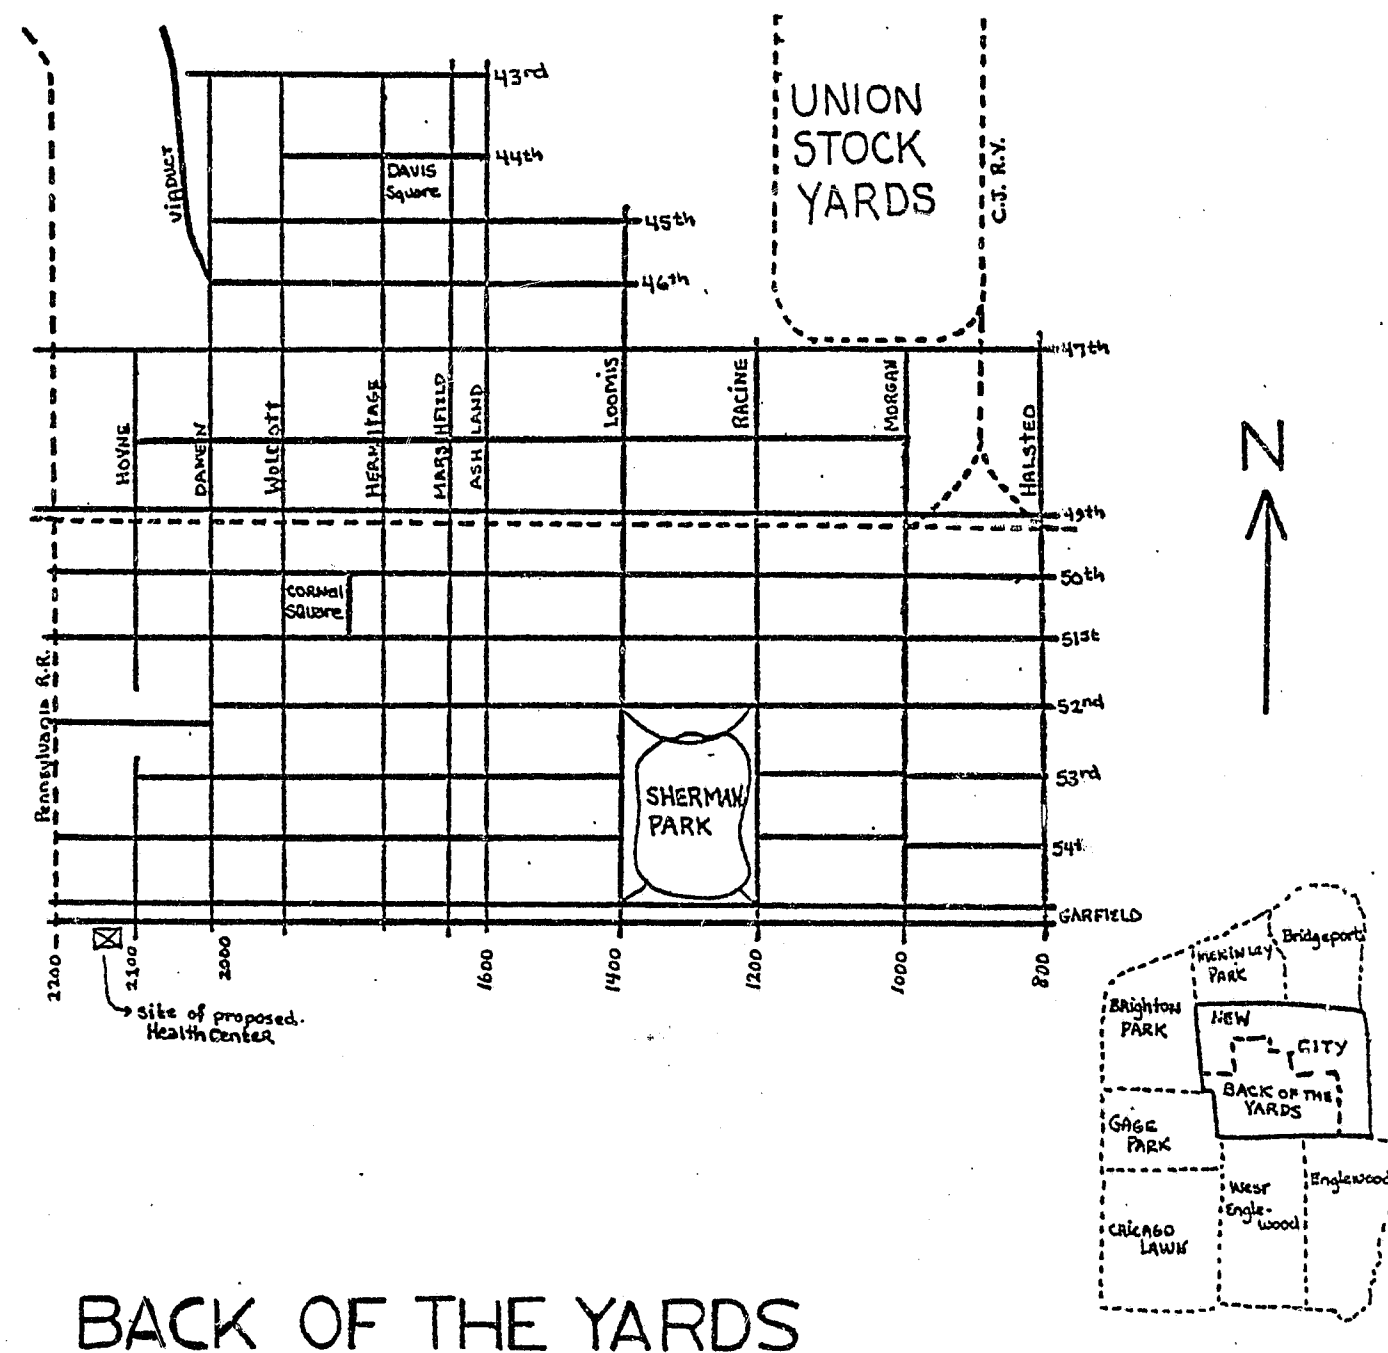 43rd
UNION
STOCK
YARDS
C.J. R.Y.
VIADUCT
44th
DAVIS
Square
45th
46th
47th
HOYNE
DAMEN
WOLCOTT
HERMITAGE
MARSHFIELD
ASHLAND
LOOMIS
RACINE
MORGAN
HALSTED
N
49th
50th
CORNAL
SQUARE
51st
Pennsylvania R.R.
52nd
53rd
SHERMAN
PARK
54t
GARFIELD
2200
2100
2000
1600
1400
1200
1000
800
Site of proposed.
Health Center
Bridgeport
MCKINLEY
PARK
Brighton
PARK
NEW
CITY
BACK OF THE
YARDS
GAGE
PARK
West
Engle-
wood
Englewood
CHICAGO
LAWN
BACK OF THE YARDS